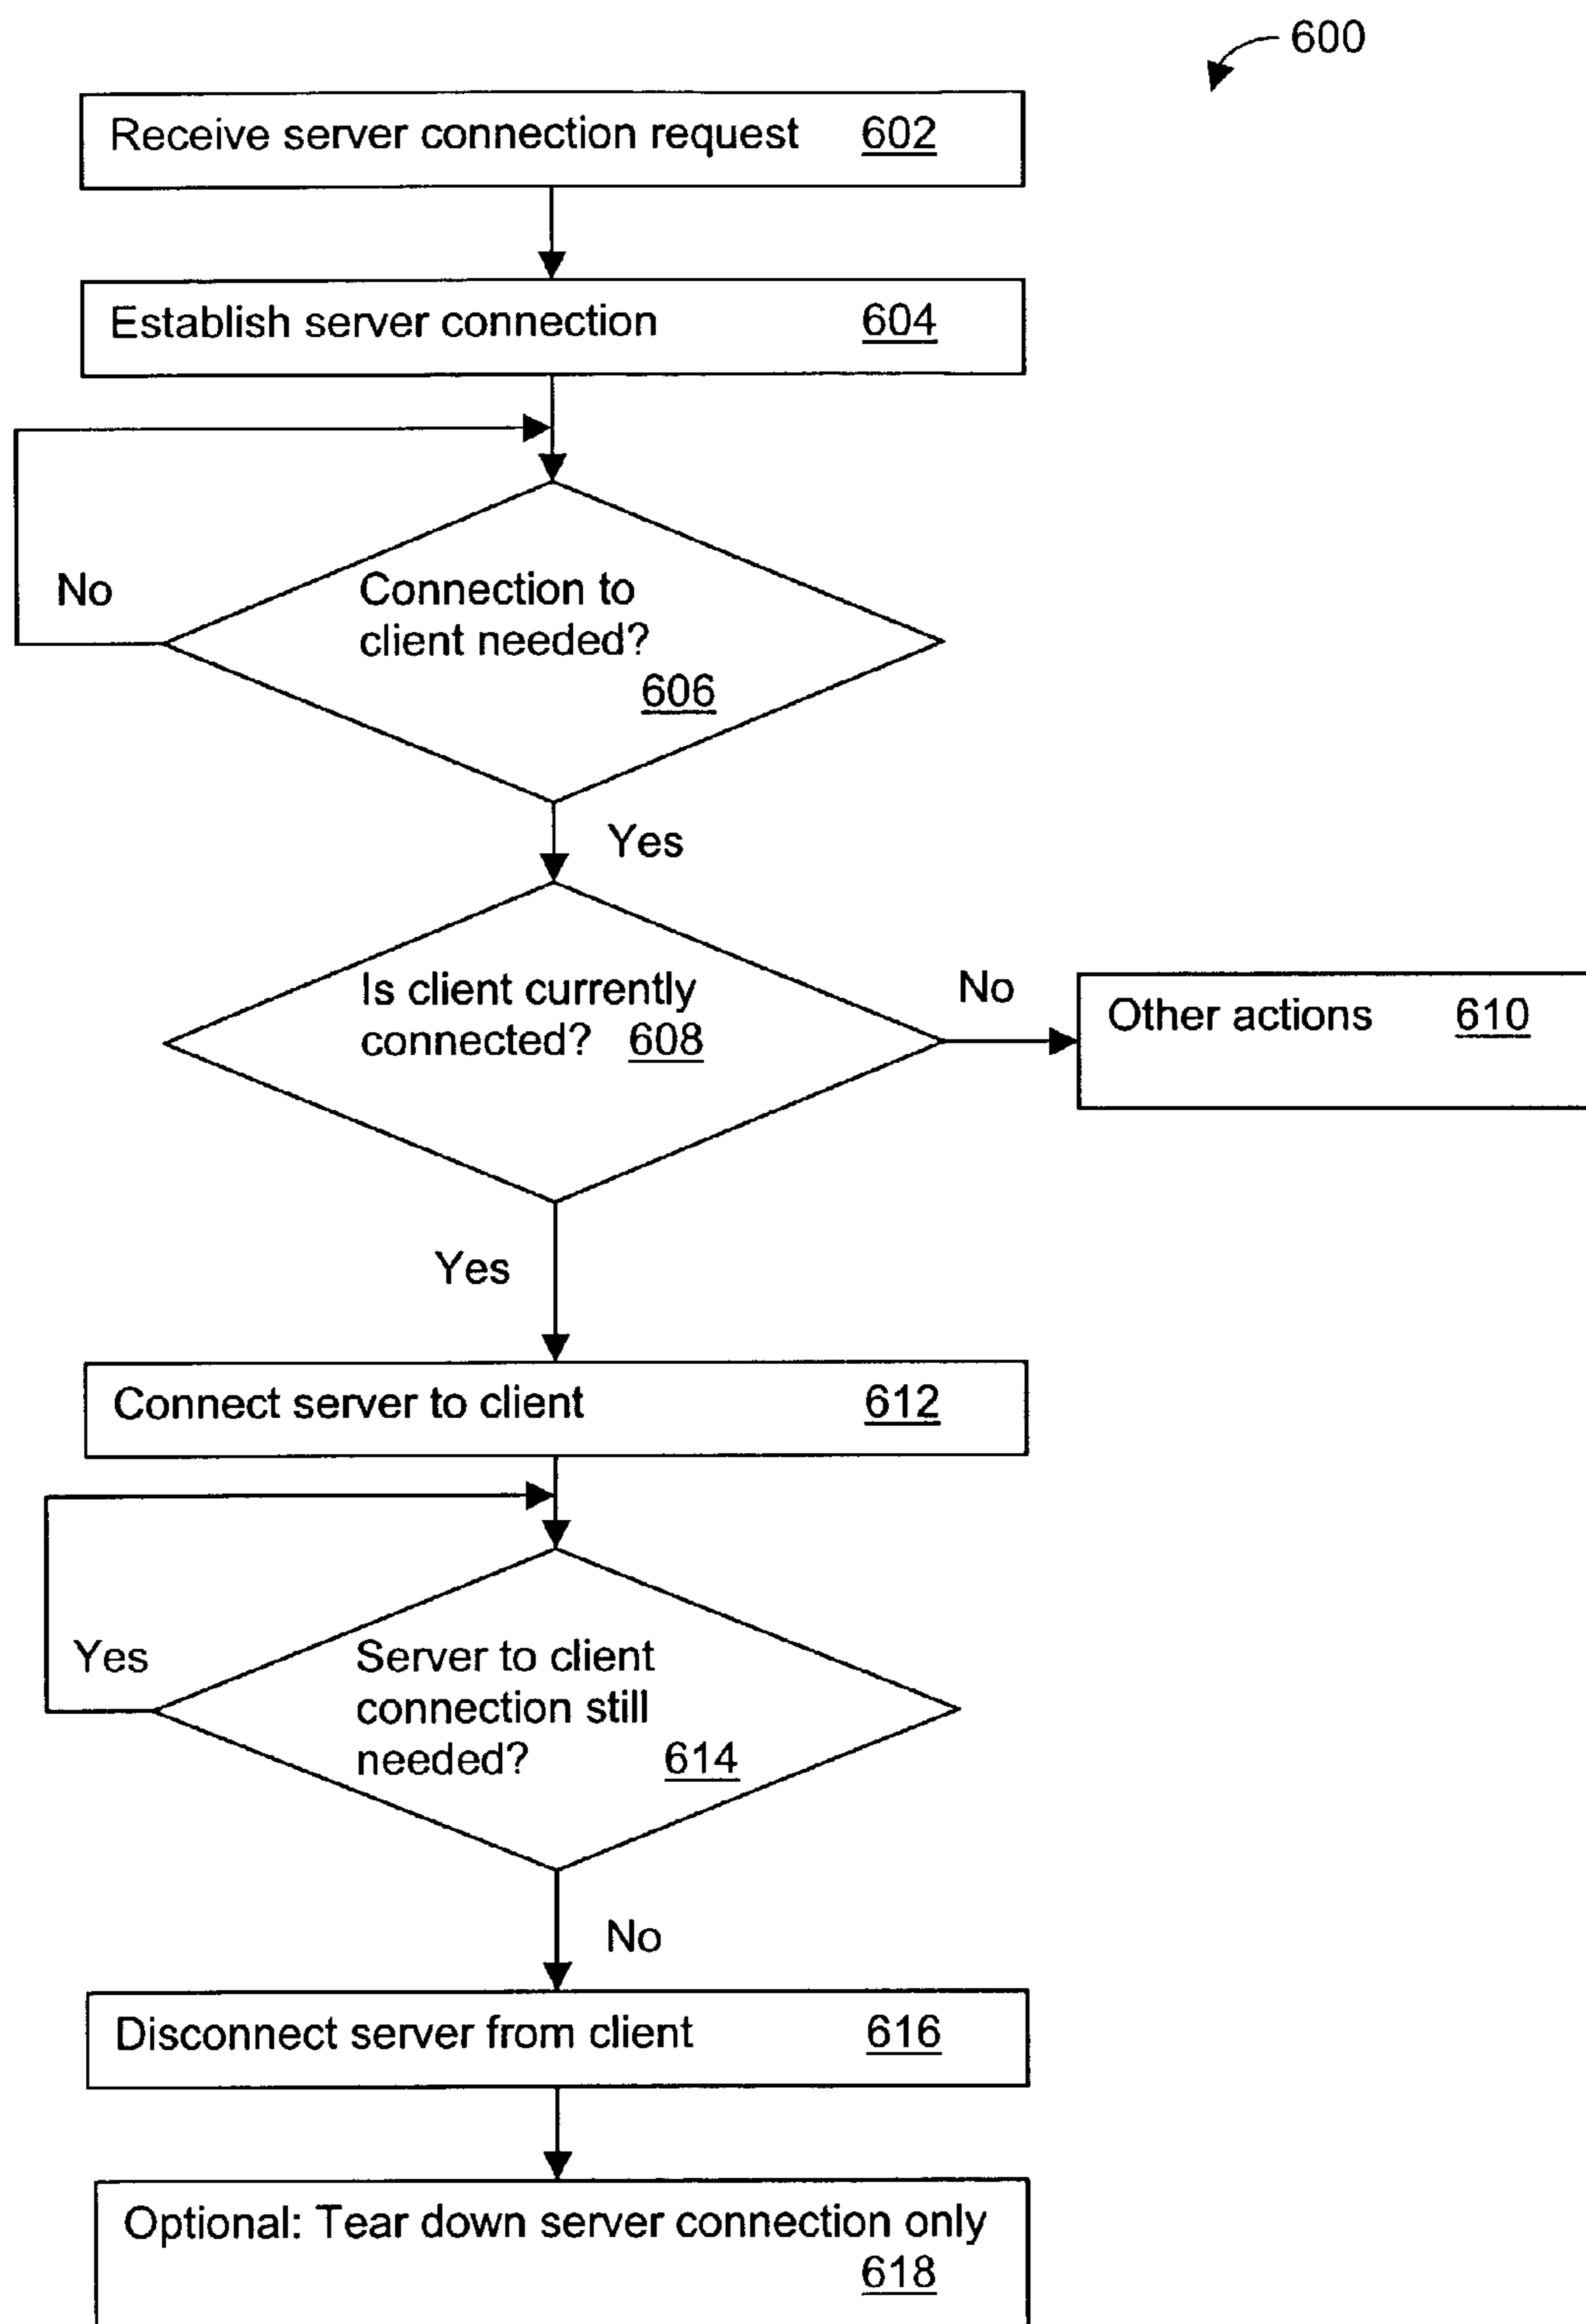 600
Receive server connection request 602
Establish server connection 604
No
Connection to
client needed?
606
Yes
Is client currently
connected? 608
No
Other actions 610
Yes
Connect server to client 612
Yes
Server to client
connection still
needed? 614
No
Disconnect server from client 616
Optional: Tear down server connection only
618